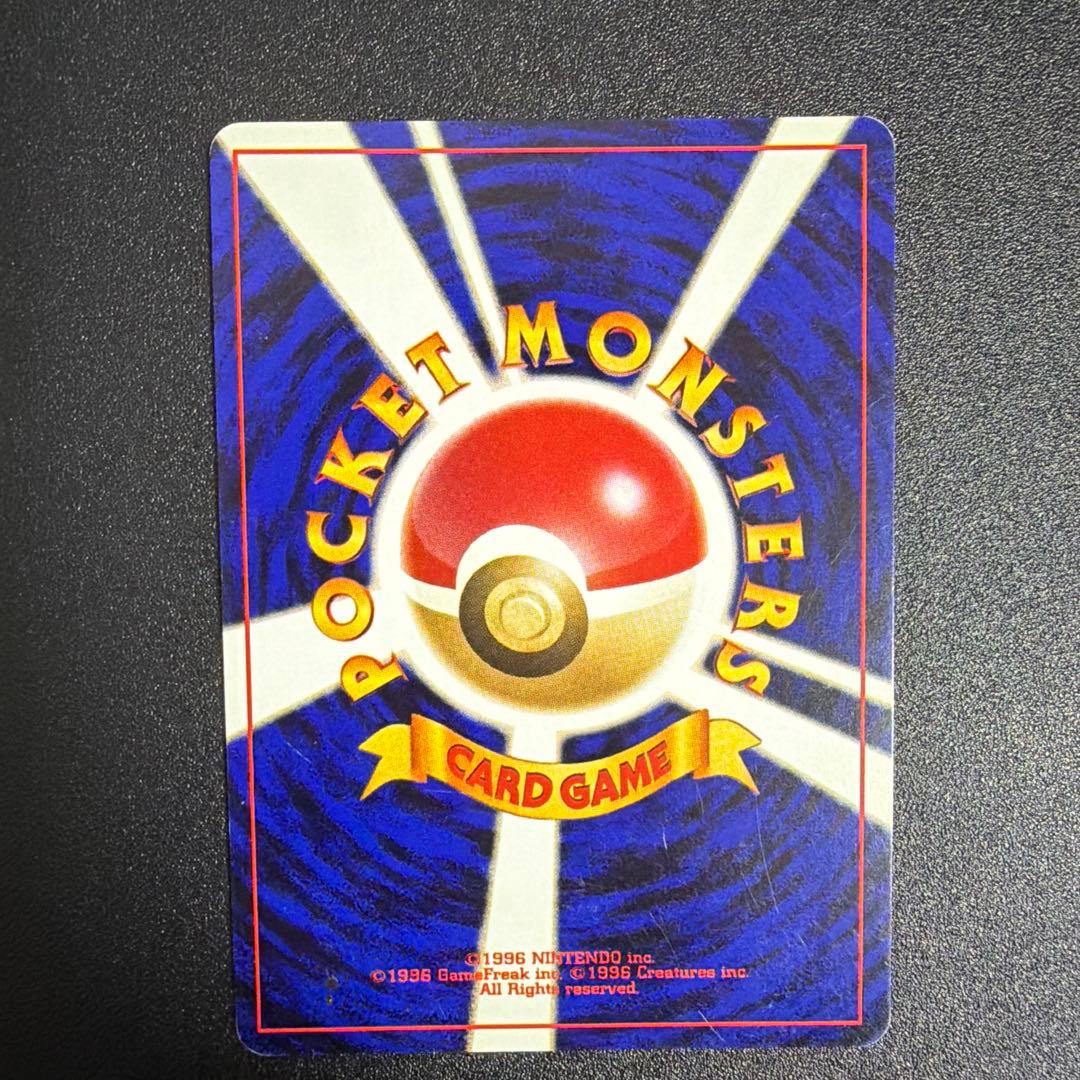 POCKET MONSTERS
CARD GAME
©1996 NINTENDO inc.
©1996 GameFreak inc. ©1996 Creatures inc.
All Rights reserved.